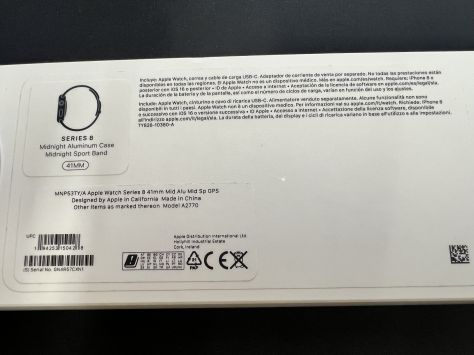 Incluye: Apple Watch, correa y cable de carga USB-C. Adaptador de corriente de venta por separado. No todas las prestaciones están
disponibles en todas las regiones. El Apple Watch no es un dispositivo médico. Más en apple.com/es/watch. Requiere: iPhone 8 o
posterior con iOS 16 o posterior • ID de Apple • Acceso a internet • Aceptación de la licencia de software en apple.com/es/legal/sla.
La duración de la batería y de la pantalla, así como el número de ciclos de carga, varían en función del uso y los ajustes.
Include: Apple Watch, cinturino e cavo di ricarica USB-C. Alimentatore venduto separatamente. Alcune funzionalità non sono
disponibili in tutti i paesi. Apple Watch non è un dispositivo medico. Per informazioni vai su apple.com/it/watch. Richiede: iPhone 8
o successivo con iOS 16 o versione successiva • ID Apple • Accesso a internet • Accettazione della licenza software, disponibile
all'indirizzo apple.com/it/legal/sla. La durata della batteria, del display e i cicli di ricarica variano in base all'utilizzo e alle impostazioni.
TY626-10380-A
SERIES 8
Midnight Aluminum Case
Midnight Sport Band
41MM
MNP53TY/A Apple Watch Series 8 41mm Mid Alu Mid Sp GPS
Designed by Apple in California Made in China
Other items as marked thereon Model A2770
UPC
Apple Distribution International Ltd.
Hollyhill Industrial Estate
Cork, Ireland
(S) Serial No.
PAP
CE